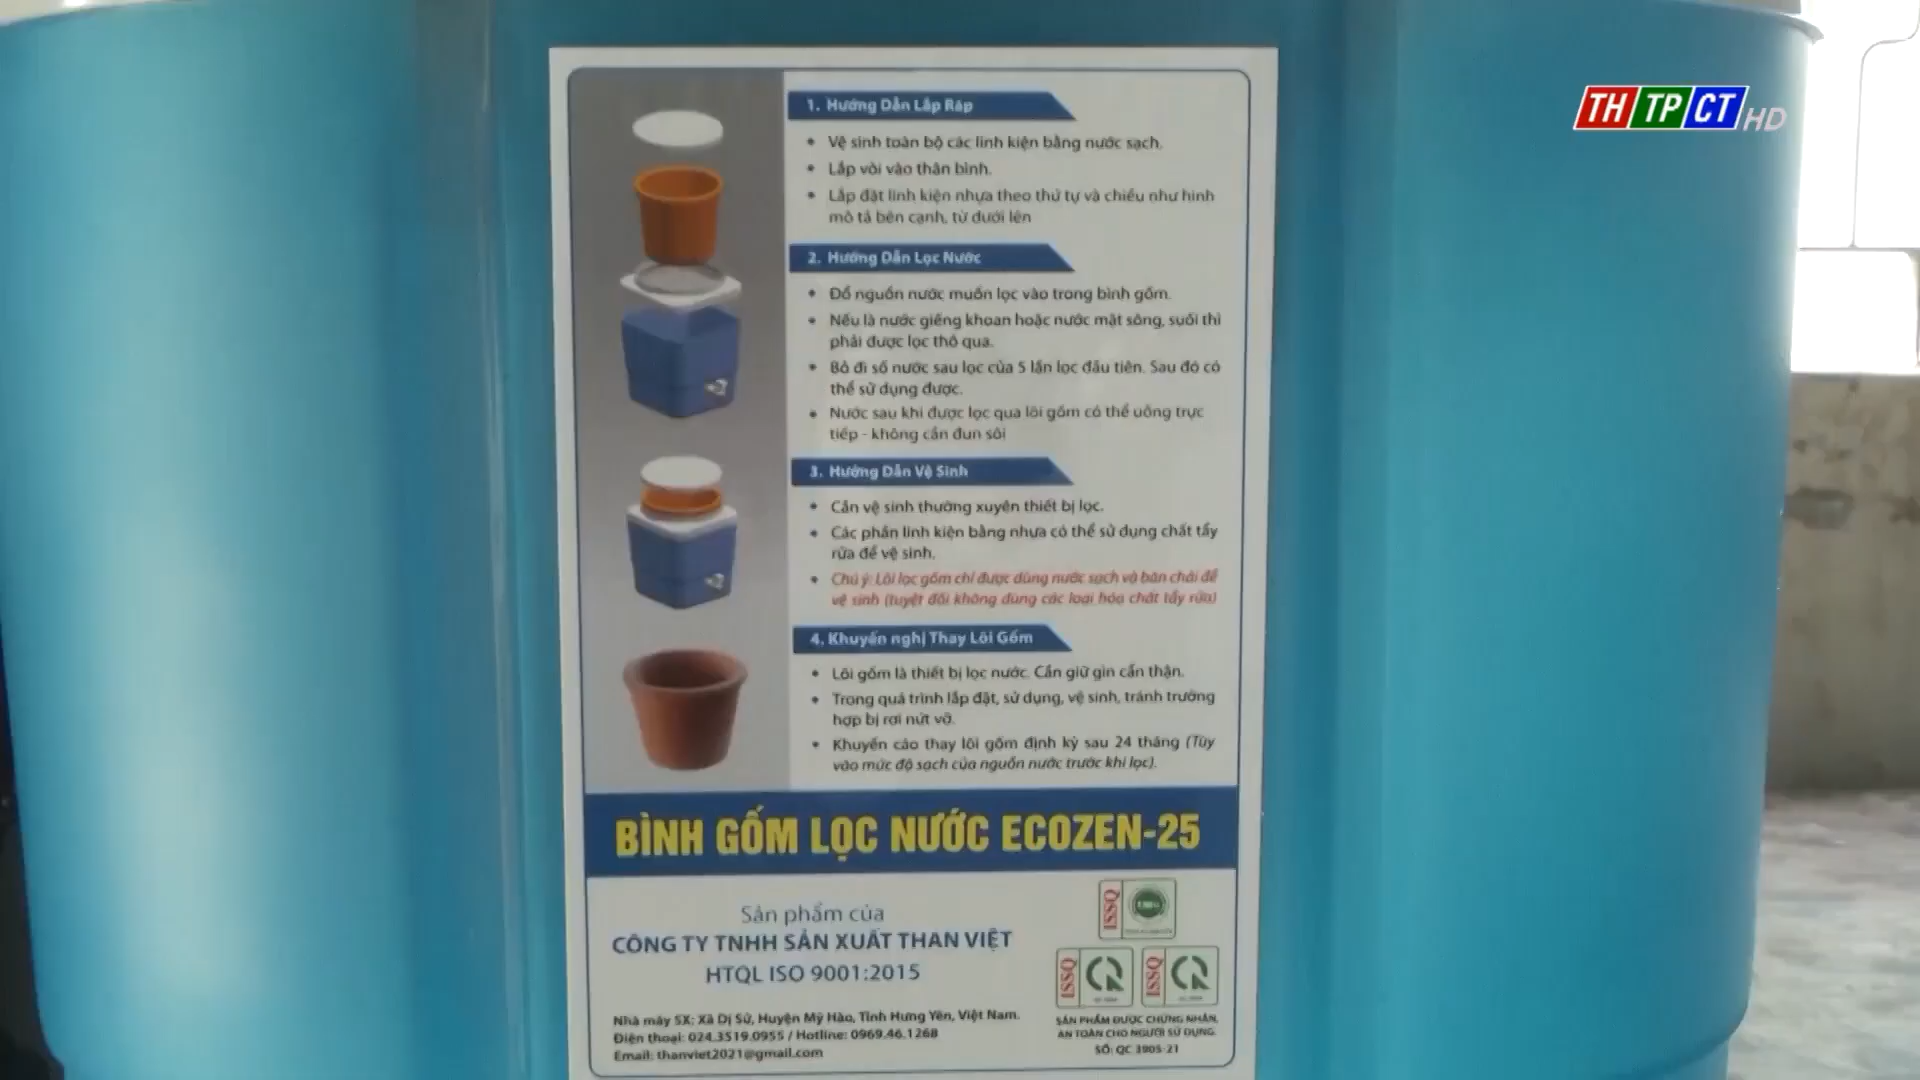 TH TP CT HD
1. Hướng Dẫn Lắp Ráp
• Vệ sinh toàn bộ các linh kiện bằng nước sạch.
• Lắp vòi vào thân bình.
• Lắp đặt linh kiện nhựa theo thứ tự và chiều như hình
mô tả bên cạnh, từ dưới lên
2. Hướng Dẫn Lọc Nước
• Đổ nguồn nước muốn lọc vào trong bình gốm.
• Nếu là nước giếng khoan hoặc nước mặt sông, suối thì
phải được lọc thô qua.
• Bỏ đi số nước sau lọc của 5 lần lọc đầu tiên. Sau đó có
thể sử dụng được.
• Nước sau khi được lọc qua lõi gốm có thể uống trực
tiếp - không cần đun sôi
3. Hướng Dẫn Vệ Sinh
• Cần vệ sinh thường xuyên thiết bị lọc.
• Các phần linh kiện bằng nhựa có thể sử dụng chất tẩy
rửa để vệ sinh.
• Chú ý: Lõi lọc gốm chỉ được dùng nước sạch và bàn chải để
vệ sinh (tuyệt đối không dùng các loại hóa chất tẩy rửa)
4. Khuyến nghị Thay Lõi Gốm
• Lõi gốm là thiết bị lọc nước. Cần giữ gìn cẩn thận.
• Trong quá trình lắp đặt, sử dụng, vệ sinh, tránh trường
hợp bị rơi nứt vỡ.
• Khuyến cáo thay lõi gốm định kỳ sau 24 tháng (Tùy
vào mức độ sạch của nguồn nước trước khi lọc).
BÌNH GỐM LỌC NƯỚC ECOZEN-25
Sản phẩm của
CÔNG TY TNHH SẢN XUẤT THAN VIỆT
HTQL ISO 9001:2015
Nhà máy SX: Xã Dị Sử, Huyện Mỹ Hào, Tỉnh Hưng Yên, Việt Nam.
Điện thoại: 024.3519.0955 / Hotline: 0969.46.1268
Email: thanviet2021@gmail.com
ISSQ
ISSQ
ISSQ
SẢN PHẨM ĐƯỢC CHỨNG NHẬN,
AN TOÀN CHO NGƯỜI SỬ DỤNG
SỐ: QC 3905-21